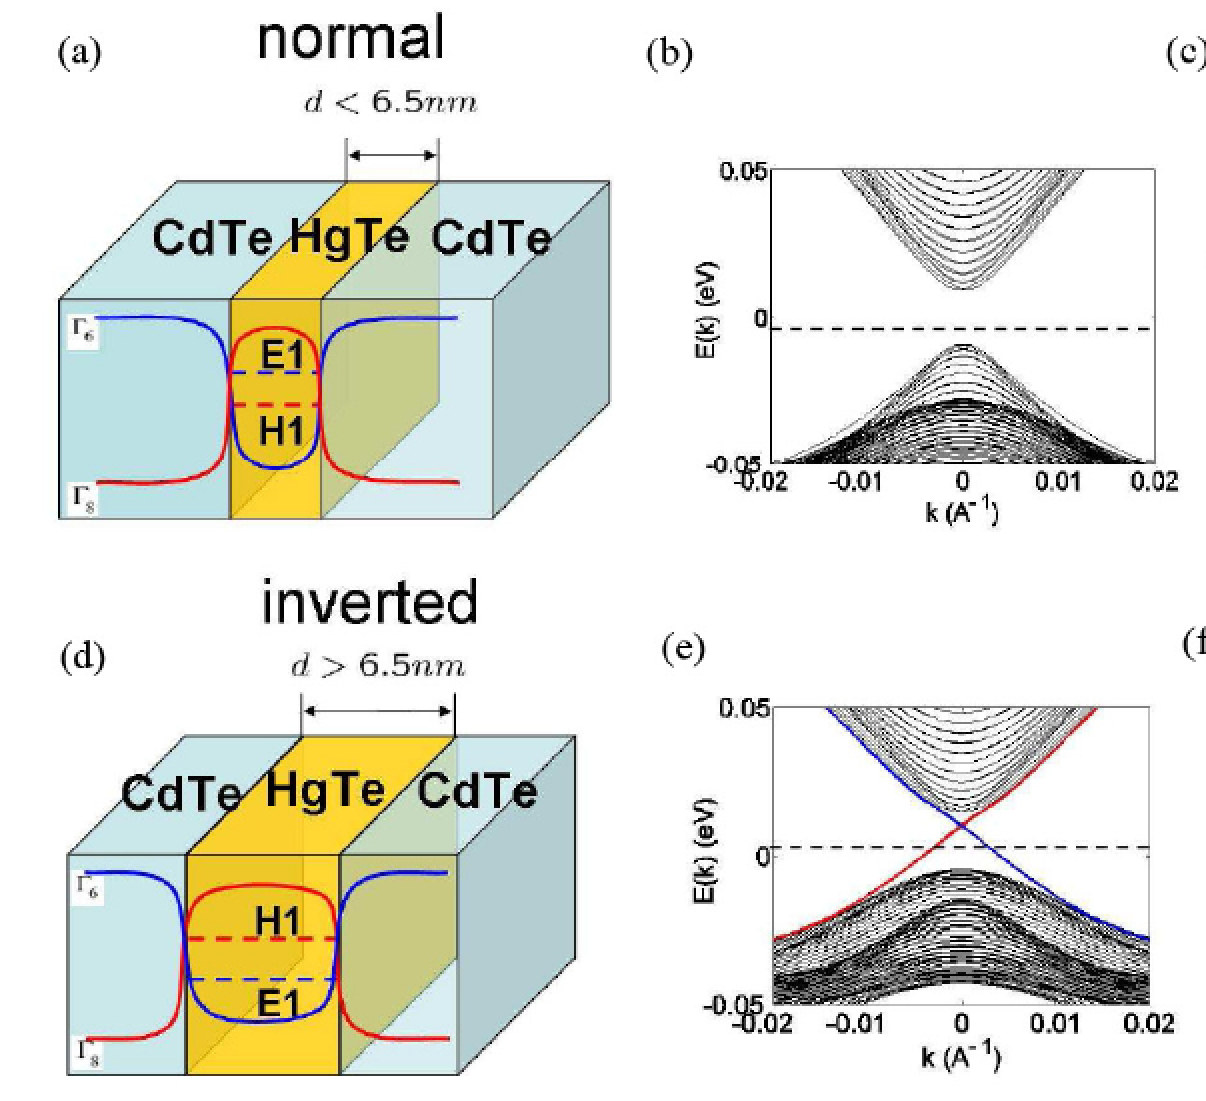 (a)
normal
d < 6.5nm
CdTe HgTe CdTe
Γ6
E1
H1
Γ8
(b)
0.05
0
-0.05
E(k) (eV)
-0.02 -0.01 0 0.01 0.02
k (A⁻¹)
(c)
(d)
inverted
d > 6.5nm
CdTe HgTe CdTe
Γ6
H1
E1
Γ8
(e)
0.05
0
-0.05
E(k) (eV)
-0.02 -0.01 0 0.01 0.02
k (A⁻¹)
(f